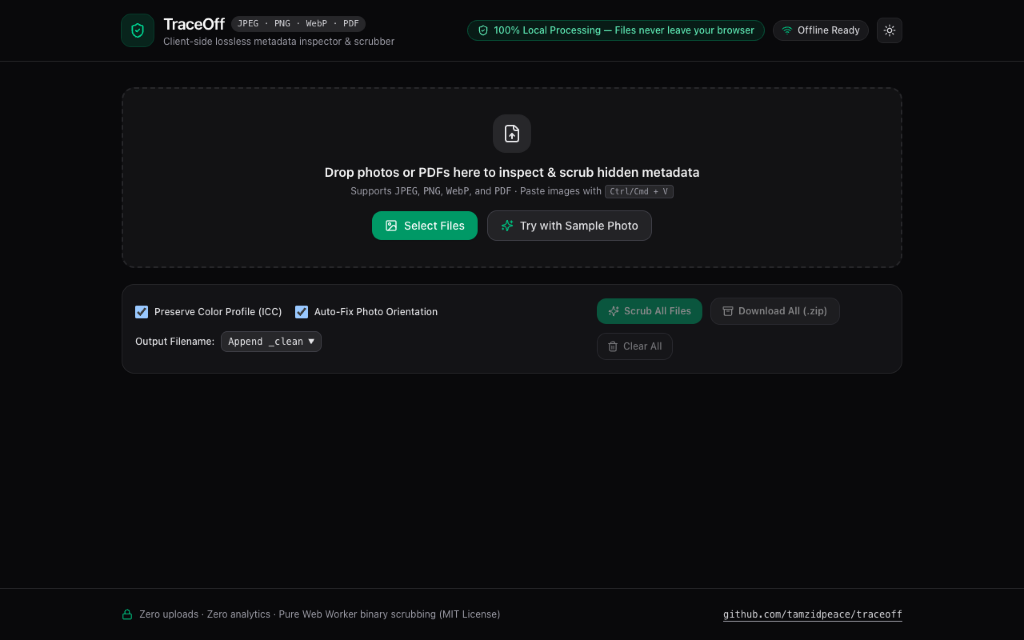 TraceOff JPEG · PNG · WebP · PDF
Client-side lossless metadata inspector & scrubber
100% Local Processing — Files never leave your browser
Offline Ready
Drop photos or PDFs here to inspect & scrub hidden metadata
Supports JPEG, PNG, WebP, and PDF · Paste images with Ctrl/Cmd + V
Select Files
Try with Sample Photo
Preserve Color Profile (ICC)
Auto-Fix Photo Orientation
Output Filename: Append _clean ▼
Scrub All Files
Download All (.zip)
Clear All
Zero uploads · Zero analytics · Pure Web Worker binary scrubbing (MIT License)
github.com/tamzidpeace/traceoff